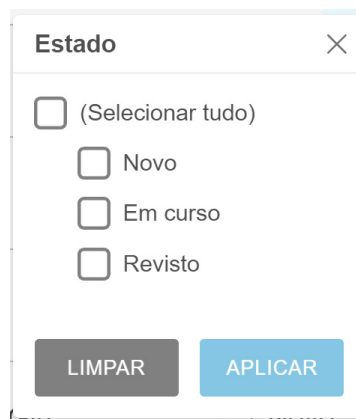 Estado
(Selecionar tudo)
Novo
Em curso
Revisto
LIMPAR
APLICAR